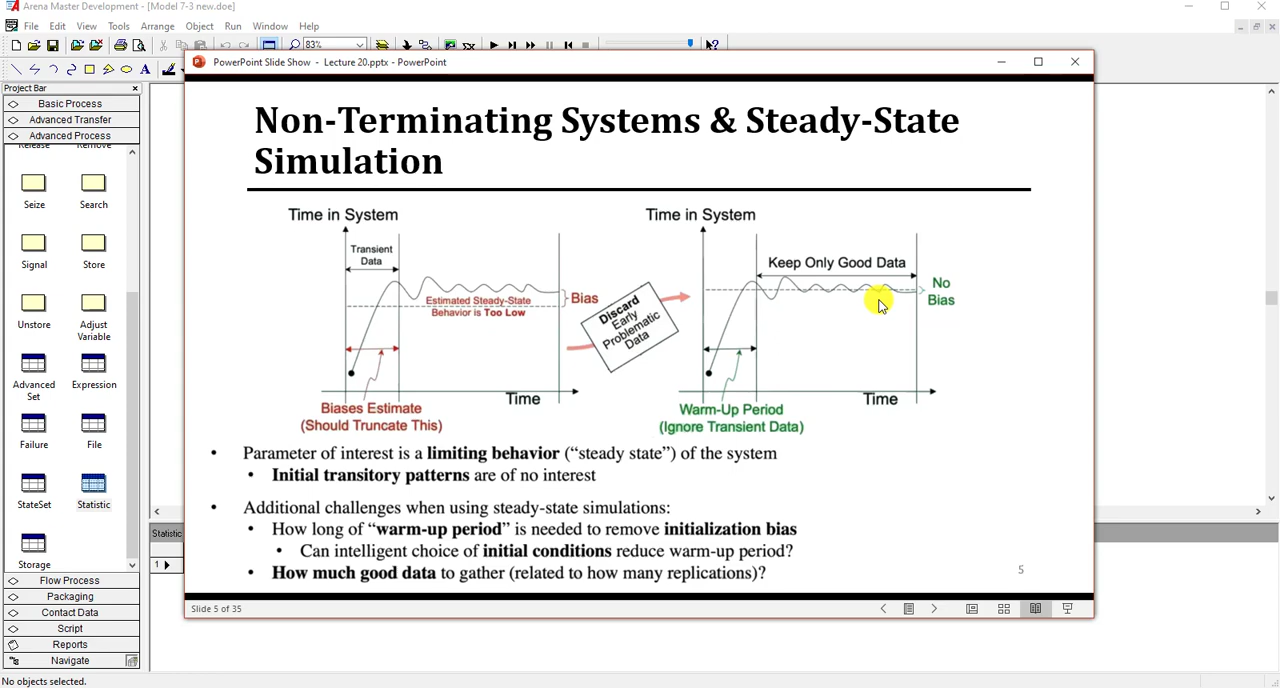 Arena Master Development - [Model 7-3 new.doe]
File Edit View Tools Arrange Object Run Window Help
83%
Project Bar
Basic Process
Advanced Transfer
Advanced Process
Release Remove
Seize Search
Signal Store
Unstore Adjust
Variable
Advanced Expression
Set
Failure File
StateSet Statistic
Storage
Flow Process
Packaging
Contact Data
Script
Reports
Navigate
No objects selected.
Statistic
1
PowerPoint Slide Show - Lecture 20.pptx - PowerPoint
Non-Terminating Systems & Steady-State
Simulation
Time in System
Transient
Data
Estimated Steady-State
Behavior is Too Low
Bias
Time
Biases Estimate
(Should Truncate This)
Discard
Early
Problematic
Data
Time in System
Keep Only Good Data
No
Bias
Time
Warm-Up Period
(Ignore Transient Data)
• Parameter of interest is a limiting behavior (“steady state”) of the system
• Initial transitory patterns are of no interest
• Additional challenges when using steady-state simulations:
• How long of “warm-up period” is needed to remove initialization bias
• Can intelligent choice of initial conditions reduce warm-up period?
• How much good data to gather (related to how many replications)?
5
Slide 5 of 35